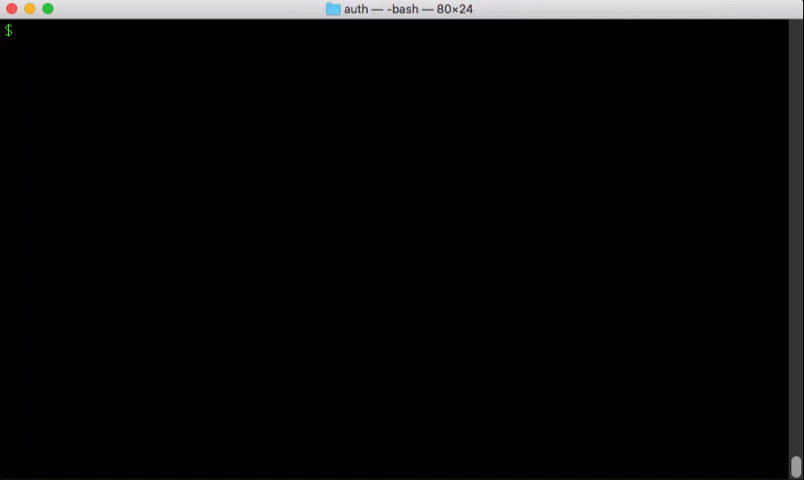 auth — -bash — 80×24
$